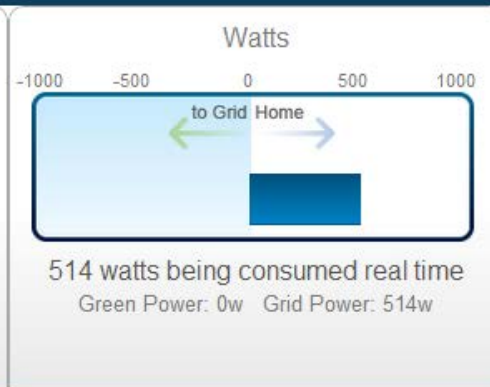 Watts
-1000 -500 0 500 1000
to Grid Home
514 watts being consumed real time
Green Power: 0w Grid Power: 514w